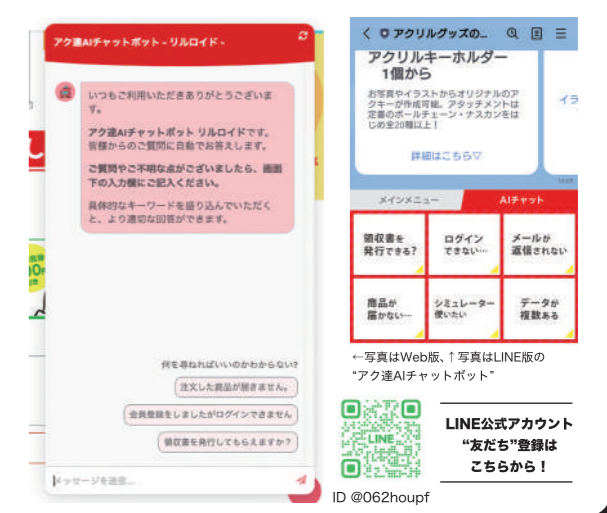 アク達AIチャットボット - リルロイド -
いつもご利用いただきありがとうございま
す。
アク達AIチャットボット リルロイドです。
皆様からのご質問に自動でお答えします。
ご質問やご不明な点がございましたら、画面
下の入力欄にご記入ください。
具体的なキーワードを盛り込んでいただく
と、より適切な回答ができます。
何を尋ねればいいのかわからない?
注文した商品が届きません。
会員登録をしましたがログインできません
領収書を発行してもらえますか?
メッセージを送信...
アクリルグッズの...
アクリルキーホルダー
1個から
お写真やイラストからオリジナルのア
クキーが作成可能。アタッチメントは
定番のボールチェーン・ナスカンをは
じめ全20種以上!
詳細はこちら▽
イラ
メインメニュー
AIチャット
領収書を
発行できる?
ログイン
できない…
メールが
返信されない
商品が
届かない…
シミュレーター
使いたい
データが
複数ある
←写真はWeb版、↑写真はLINE版の
“アク達AIチャットボット”
LINE
LINE公式アカウント
“友だち”登録は
こちらから！
ID @062houpf